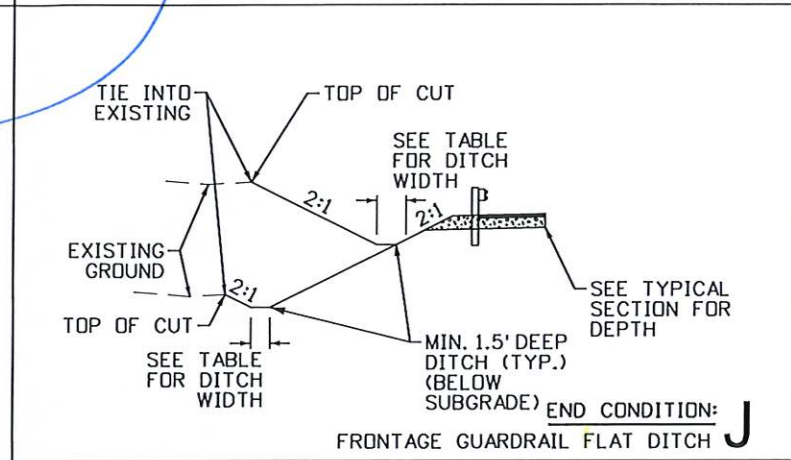 TIE INTO
EXISTING
TOP OF CUT
SEE TABLE
FOR DITCH
WIDTH
2:1
2:1
EXISTING
GROUND
2:1
TOP OF CUT
SEE TYPICAL
SECTION FOR
DEPTH
SEE TABLE
FOR DITCH
WIDTH
MIN. 1.5' DEEP
DITCH (TYP.)
(BELOW
SUBGRADE)
END CONDITION: J
FRONTAGE GUARDRAIL FLAT DITCH